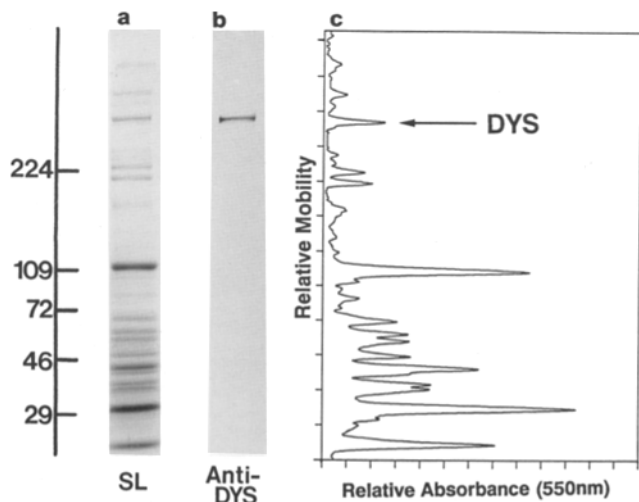 a
b
c
224
109
72
46
29
SL
Anti-
DYS
DYS
Relative Mobility
Relative Absorbance (550nm)